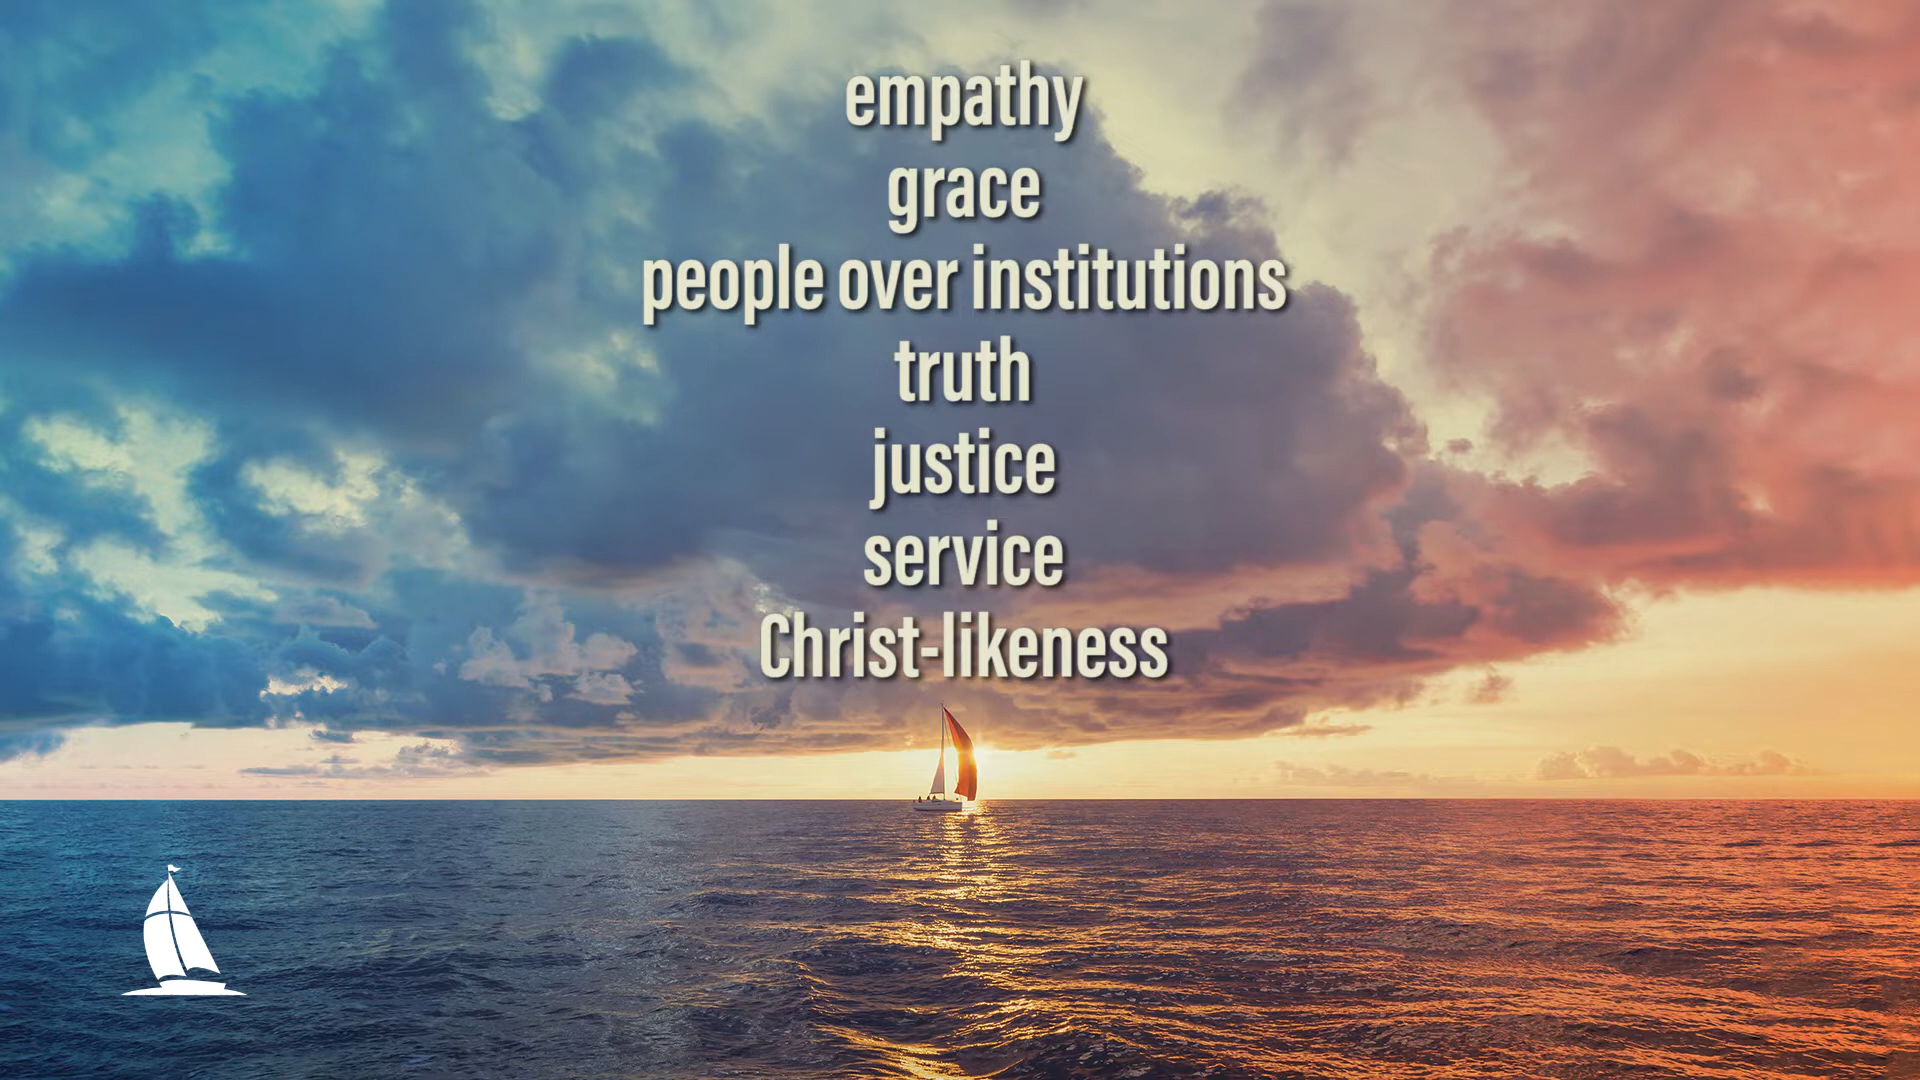 empathy
grace
people over institutions
truth
justice
service
Christ-likeness